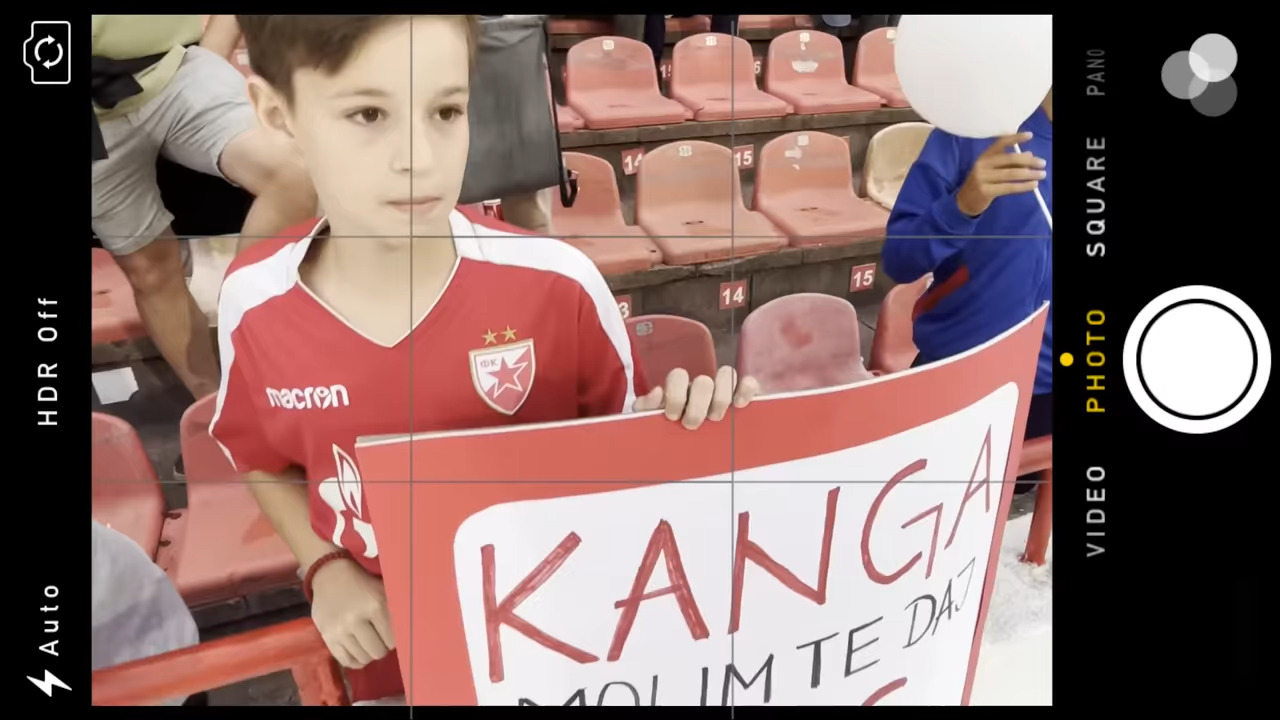 HDR Off
Auto
PANO
SQUARE
PHOTO
VIDEO
14
15
14
15
macron
ФК
KANGA
MOLIM TE DAJ